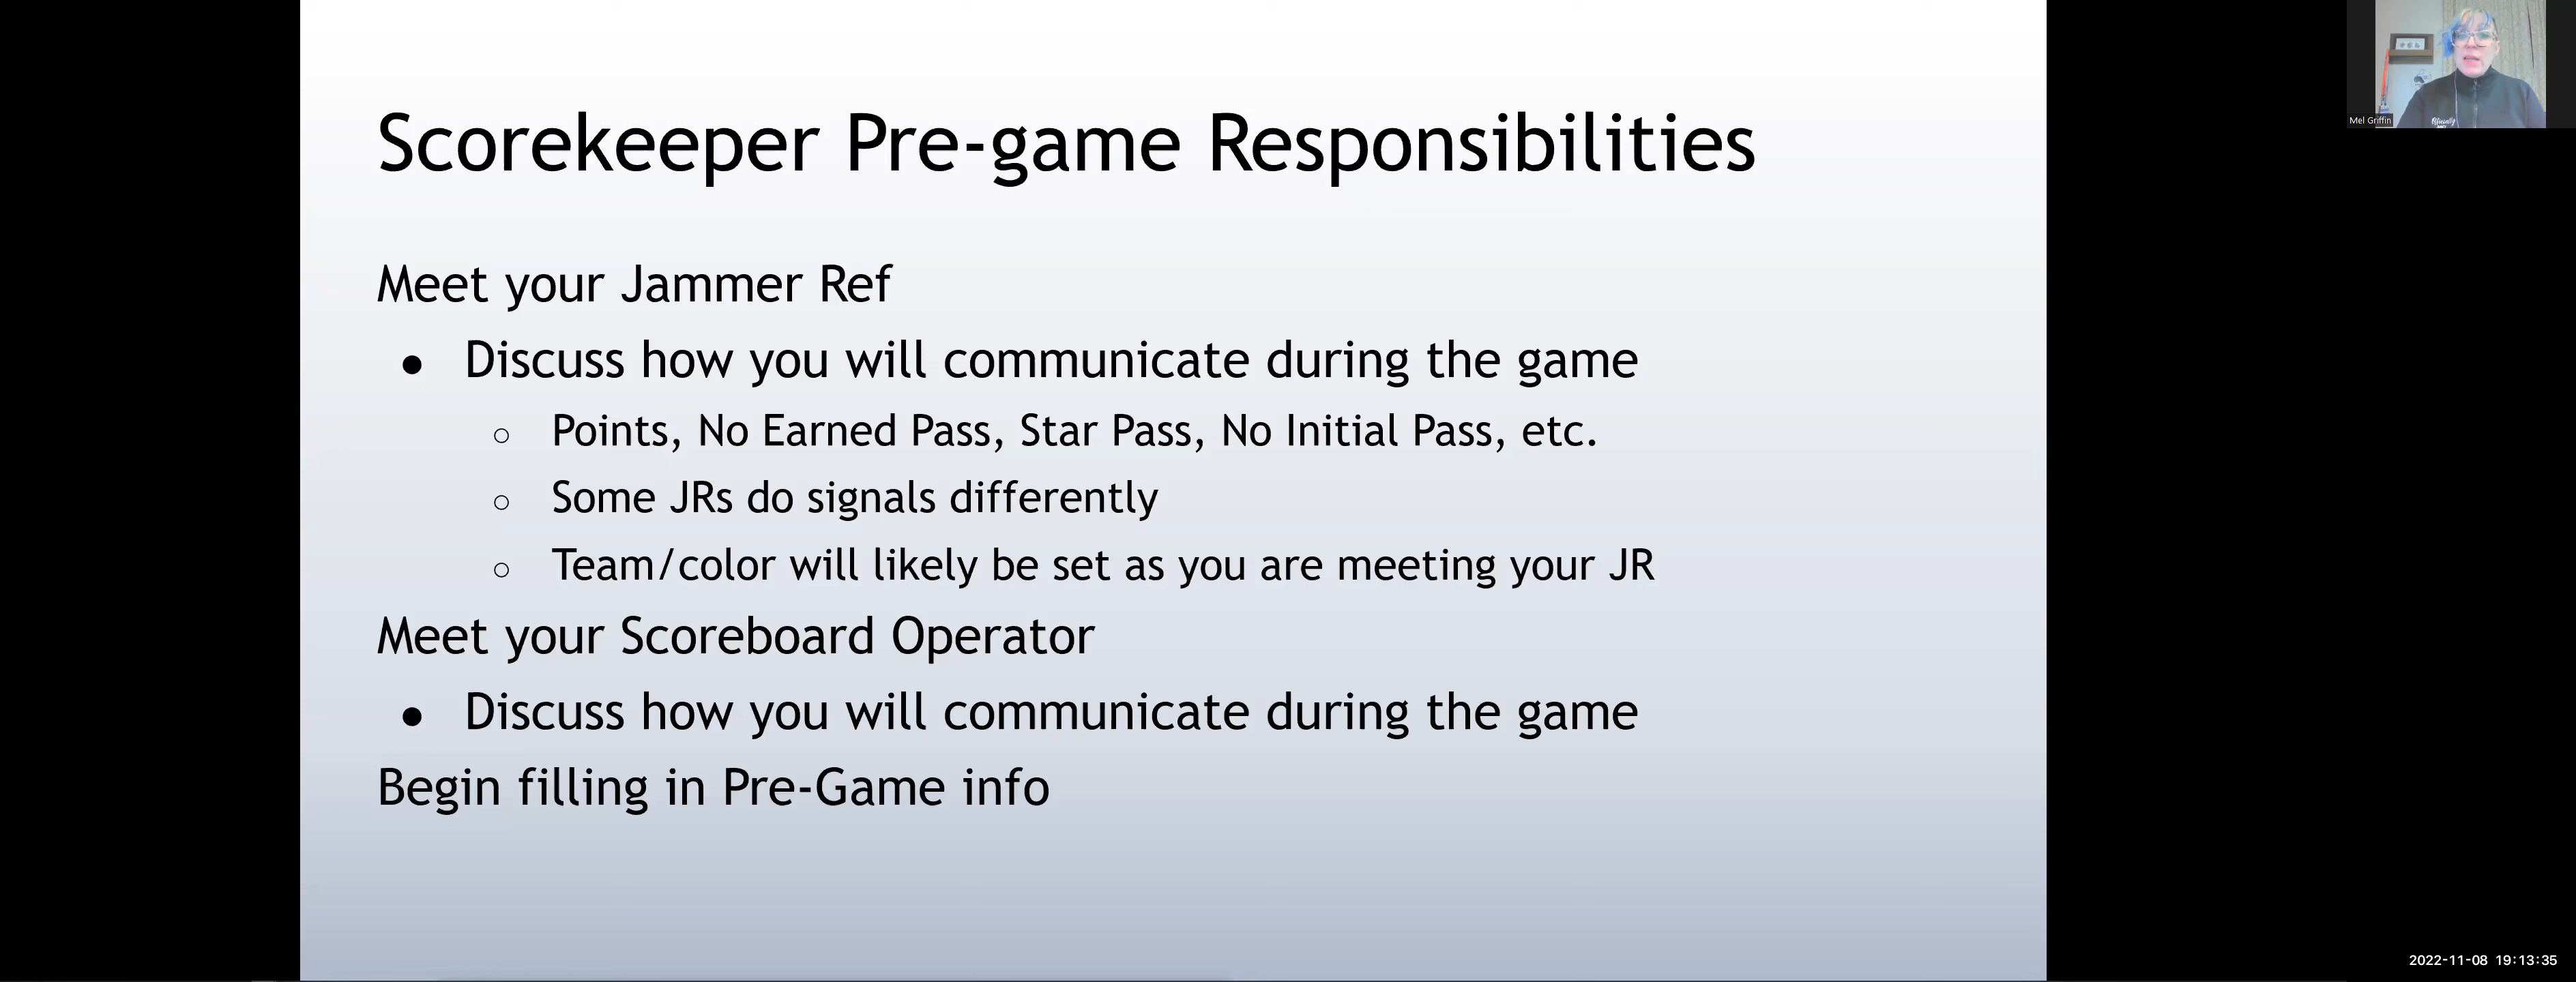 Scorekeeper Pre-game Responsibilities
Meet your Jammer Ref
● Discuss how you will communicate during the game
○ Points, No Earned Pass, Star Pass, No Initial Pass, etc.
○ Some JRs do signals differently
○ Team/color will likely be set as you are meeting your JR
Meet your Scoreboard Operator
● Discuss how you will communicate during the game
Begin filling in Pre-Game info
Mel Griffin
Officially
2022-11-08 19:13:35